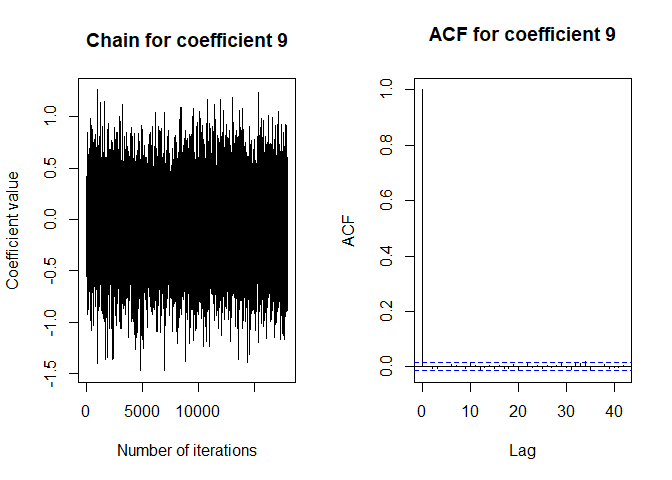 Chain for coefficient 9
Coefficient value
1.0
0.5
0.0
-0.5
-1.0
-1.5
0 5000 10000
Number of iterations
ACF for coefficient 9
ACF
1.0
0.8
0.6
0.4
0.2
0.0
0 10 20 30 40
Lag